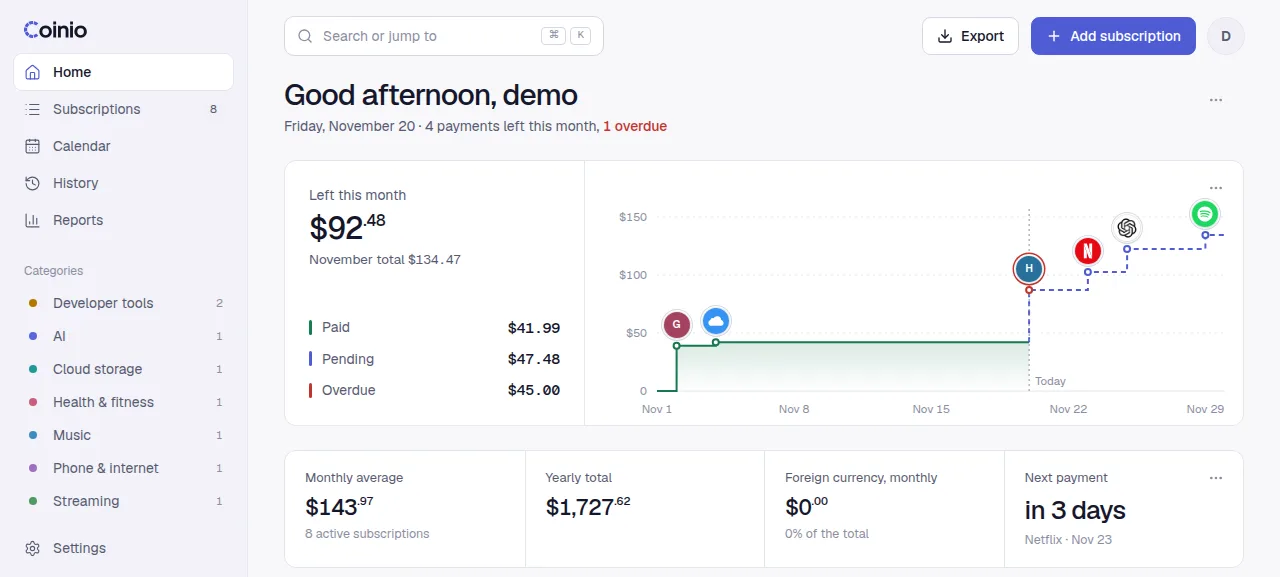 Coinio
Home
Subscriptions 8
Calendar
History
Reports
Categories
Developer tools 2
AI 1
Cloud storage 1
Health & fitness 1
Music 1
Phone & internet 1
Streaming 1
Settings
Search or jump to ⌘ K
Export
+ Add subscription
D
Good afternoon, demo
Friday, November 20 · 4 payments left this month, 1 overdue
Left this month
$92.48
November total $134.47
Paid $41.99
Pending $47.48
Overdue $45.00
$150
$100
$50
0
G
H
N
Today
Nov 1 Nov 8 Nov 15 Nov 22 Nov 29
Monthly average
$143.97
8 active subscriptions
Yearly total
$1,727.62
Foreign currency, monthly
$0.00
0% of the total
Next payment
in 3 days
Netflix · Nov 23